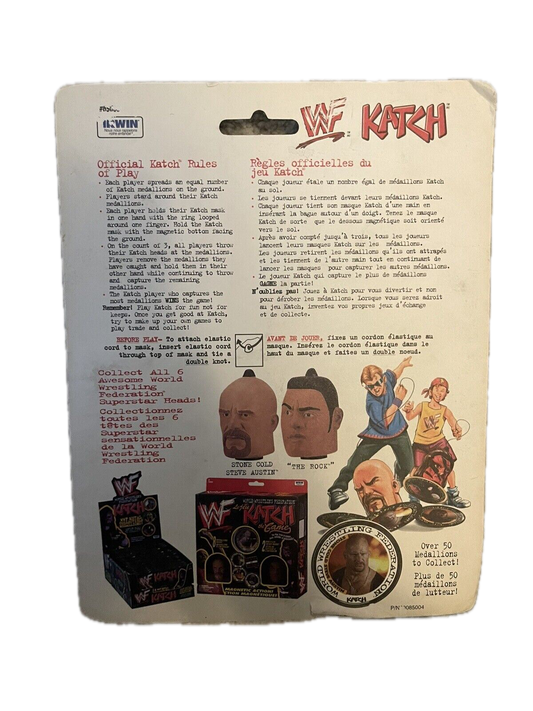 IRWIN
WF KATCH
Official Katch Rules
of Play
- Each player spreads an equal number
of Katch medallions on the ground.
- Players stand around their Katch
medallions.
- Each player holds their Katch mask
in one hand with the ring looped
around one finger. Hold the Katch
mask with the magnetic bottom facing
the ground.
- On the count of 3, all players throw
their Katch heads at the medallions.
Players remove the medallions they
have caught and hold them in their
other hand while continuing to throw
and capture the remaining
medallions.
- The Katch player who captures the
most medallions WINS the game!
Remember! Play Katch for fun not for
keeps. Once you get good at Katch,
try to make up your own games to
play trade and collect!
Règles officielles du
jeu Katch
- Chaque joueur étale un nombre égal de médaillons Katch
au sol.
- Les joueurs se tiennent devant leurs médaillons Katch.
- Chaque joueur tient son masque Katch d'une main en
insérant la bague autour d'un doigt. Tenez le masque
Katch de sorte que le dessous magnétique soit orienté
vers le sol.
- Après avoir compté jusqu'à trois, tous les joueurs
lancent leurs masques Katch sur les médaillons.
Les joueurs retirent les médaillons qu'ils ont attrapés
et les tiennent de l'autre main tout en continuant de
lancer les masques pour capturer les autres médaillons.
- Le joueur Katch qui capture le plus de médaillons
GAGNE la partie!
N'oubliez pas! Jouez à Katch pour vous divertir et non
pour dérober les médaillons. Lorsque vous serez adroit
au jeu Katch, inventez vos propres jeux d'échange
et de collecte.
BEFORE PLAY- To attach elastic
cord to mask, insert elastic cord
through top of mask and tie a
double knot.
AVANT DE JOUER, fixez un cordon élastique au
masque. Insérez le cordon élastique dans le
haut du masque et faites un double noeud.
Collect All 6
Awesome World
Wrestling
Federation
Superstar Heads!
Collectionnez
toutes les 6
têtes des
Superstar
sensationnelles
de la World
Wrestling
Federation
STONE COLD
STEVE AUSTIN
"THE ROCK"
WF
KATCH
WF KATCH
WF
WORLD WRESTLING FEDERATION
KATCH
Game
MAGNETIC ACTION!
WORLD WRESTLING FEDERATION
KATCH
Over 50
Medallions
to Collect!
Plus de 50
médaillons
de lutteur!
P/N 1085004